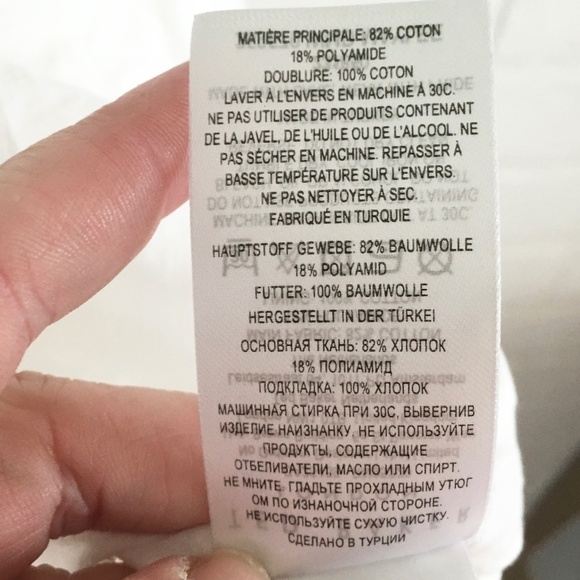 MATIÈRE PRINCIPALE: 82% COTON
18% POLYAMIDE
DOUBLURE: 100% COTON
LAVER À L'ENVERS EN MACHINE À 30C.
NE PAS UTILISER DE PRODUITS CONTENANT
DE LA JAVEL, DE L'HUILE OU DE L'ALCOOL. NE
PAS SÉCHER EN MACHINE. REPASSER À
BASSE TEMPÉRATURE SUR L'ENVERS.
NE PAS NETTOYER À SEC.
FABRIQUÉ EN TURQUIE
HAUPTSTOFF GEWEBE: 82% BAUMWOLLE
18% POLYAMID
FUTTER: 100% BAUMWOLLE
HERGESTELLT IN DER TÜRKEI
ОСНОВНАЯ ТКАНЬ: 82% ХЛОПОК
18% ПОЛИАМИД
ПОДКЛАДКА: 100% ХЛОПОК
МАШИННАЯ СТИРКА ПРИ 30C, ВЫВЕРНИВ
ИЗДЕЛИЕ НАИЗНАНКУ, НЕ ИСПОЛЬЗУЙТЕ
ПРОДУКТЫ, СОДЕРЖАЩИЕ
ОТБЕЛИВАТЕЛИ, МАСЛО ИЛИ СПИРТ.
НЕ МНИТЕ, ГЛАДЬТЕ ПРОХЛАДНЫМ УТЮГ
ОМ ПО ИЗНАНОЧНОЙ СТОРОНЕ.
НЕ ИСПОЛЬЗУЙТЕ СУХУЮ ЧИСТКУ.
СДЕЛАНО В ТУРЦИИ